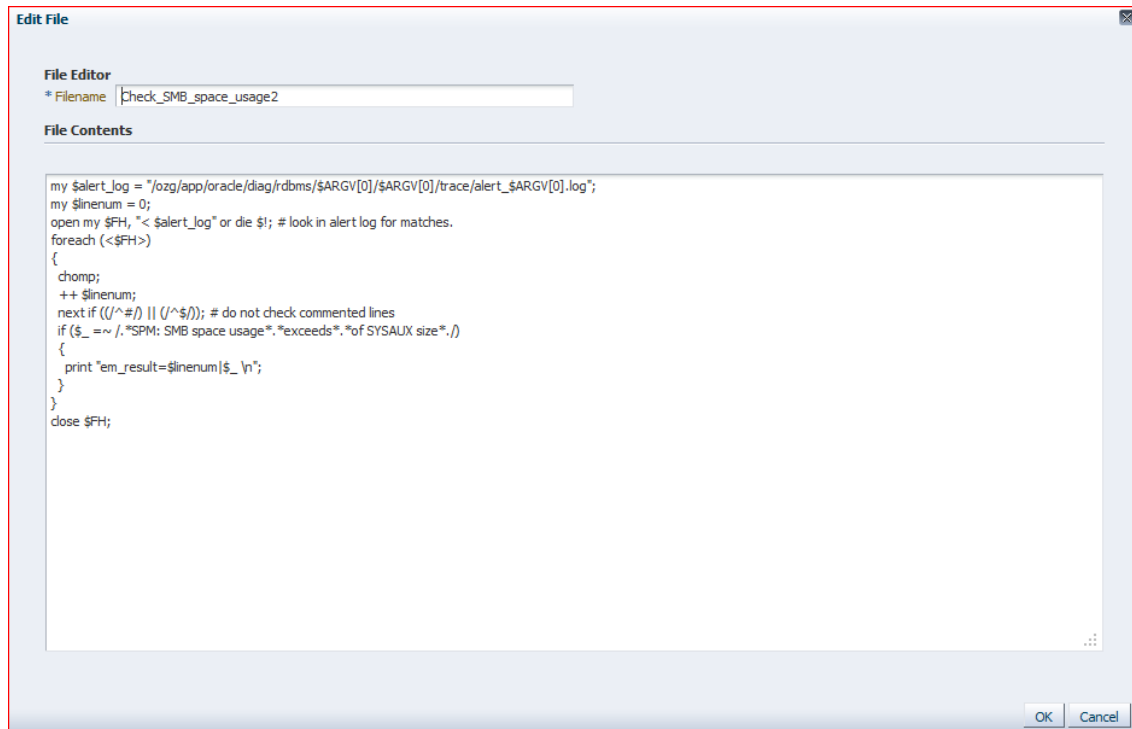 Edit File
File Editor
* Filename Check_SMB_space_usage2
File Contents
my $alert_log = "/ozg/app/oracle/diag/rdbms/$ARGV[0]/$ARGV[0]/trace/alert_$ARGV[0].log";
my $linenum = 0;
open my $FH, "< $alert_log" or die $!; # look in alert log for matches.
foreach (<$FH>)
{
chomp;
++ $linenum;
next if ((/^#/) || (/^$/)); # do not check commented lines
if ($_ =~ /.*SPM: SMB space usage*.*exceeds*.*of SYSAUX size*./)
{
print "em_result=$linenum|$_ \n";
}
}
close $FH;
OK Cancel